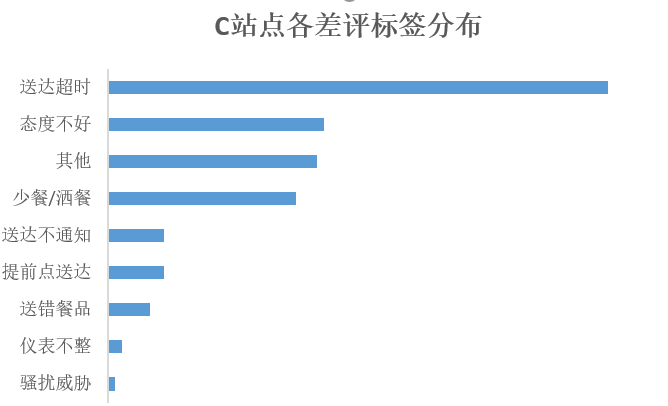 C站点各差评标签分布
送达超时
态度不好
其他
少餐/洒餐
送达不通知
提前点送达
送错餐品
仪表不整
骚扰威胁